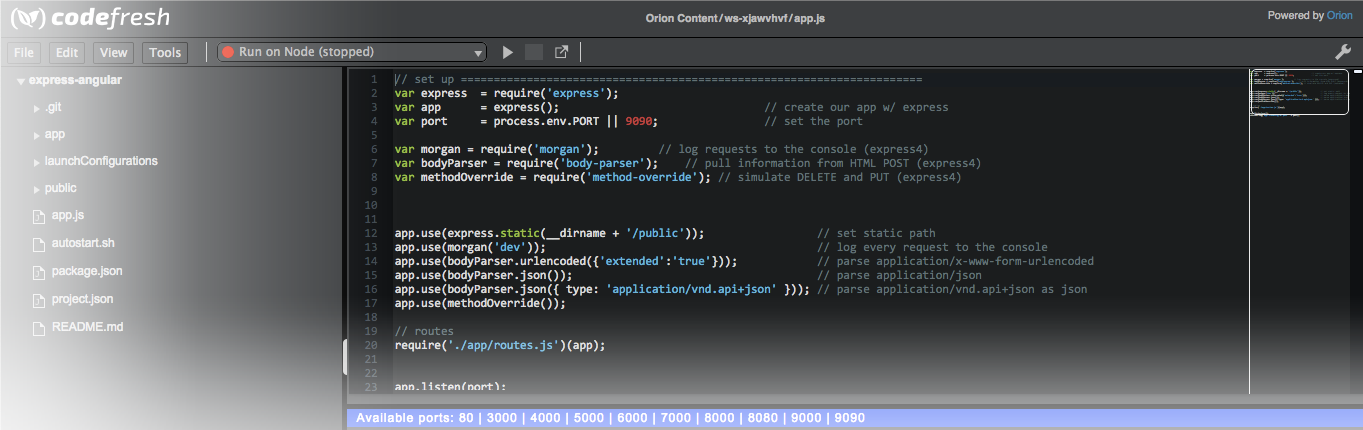 codefresh
Orion Content/ws-xjawvhvf/app.js
Powered by Orion
File Edit View Tools Run on Node (stopped)
express-angular
.git
app
launchConfigurations
public
app.js
autostart.sh
package.json
project.json
README.md
1 // set up ======================================================================
2 var express  = require('express');
3 var app      = express();                               // create our app w/ express
4 var port     = process.env.PORT || 9090;                // set the port
5
6 var morgan = require('morgan');         // log requests to the console (express4)
7 var bodyParser = require('body-parser');    // pull information from HTML POST (express4)
8 var methodOverride = require('method-override'); // simulate DELETE and PUT (express4)
9
10
11
12 app.use(express.static(__dirname + '/public'));                 // set static path
13 app.use(morgan('dev'));                                         // log every request to the console
14 app.use(bodyParser.urlencoded({'extended':'true'}));            // parse application/x-www-form-urlencoded
15 app.use(bodyParser.json());                                     // parse application/json
16 app.use(bodyParser.json({ type: 'application/vnd.api+json' })); // parse application/vnd.api+json as json
17 app.use(methodOverride());
18
19 // routes
20 require('./app/routes.js')(app);
21
22
23 app.listen(port);
Available ports: 80 | 3000 | 4000 | 5000 | 6000 | 7000 | 8000 | 8080 | 9000 | 9090